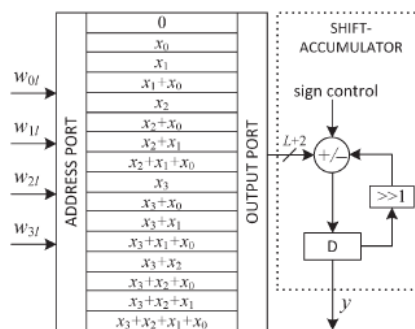 0
x₀
x₁
x₁+x₀
x₂
x₂+x₀
x₂+x₁
x₂+x₁+x₀
x₃
x₃+x₀
x₃+x₁
x₃+x₁+x₀
x₃+x₂
x₃+x₂+x₀
x₃+x₂+x₁
x₃+x₂+x₁+x₀
w₀ₗ
w₁ₗ
w₂ₗ
w₃ₗ
ADDRESS PORT
OUTPUT PORT
SHIFT-
ACCUMULATOR
sign control
L+2
+/–
>>1
D
y